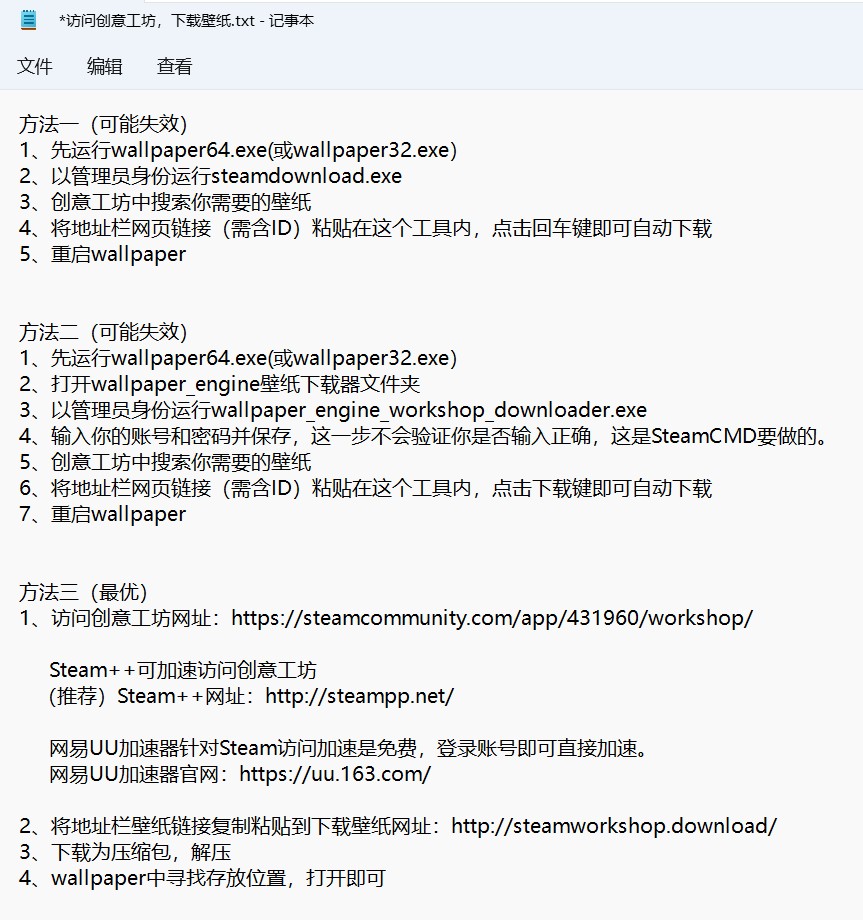 *访问创意工坊，下载壁纸.txt - 记事本
文件 编辑 查看
方法一（可能失效）
1、先运行wallpaper64.exe(或wallpaper32.exe）
2、以管理员身份运行steamdownload.exe
3、创意工坊中搜索你需要的壁纸
4、将地址栏网页链接（需含ID）粘贴在这个工具内，点击回车键即可自动下载
5、重启wallpaper
方法二（可能失效）
1、先运行wallpaper64.exe(或wallpaper32.exe）
2、打开wallpaper_engine壁纸下载器文件夹
3、以管理员身份运行wallpaper_engine_workshop_downloader.exe
4、输入你的账号和密码并保存，这一步不会验证你是否输入正确，这是SteamCMD要做的。
5、创意工坊中搜索你需要的壁纸
6、将地址栏网页链接（需含ID）粘贴在这个工具内，点击下载键即可自动下载
7、重启wallpaper
方法三（最优）
1、访问创意工坊网址：https://steamcommunity.com/app/431960/workshop/
Steam++可加速访问创意工坊
(推荐）Steam++网址：http://steampp.net/
网易UU加速器针对Steam访问加速是免费，登录账号即可直接加速。
网易UU加速器官网：https://uu.163.com/
2、将地址栏壁纸链接复制粘贴到下载壁纸网址：http://steamworkshop.download/
3、下载为压缩包，解压
4、wallpaper中寻找存放位置，打开即可